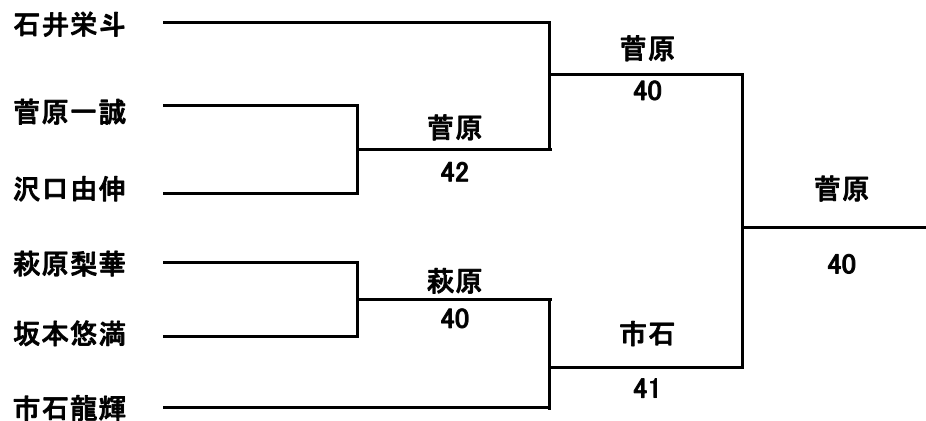 石井栄斗
菅原一誠
沢口由伸
萩原梨華
坂本悠満
市石龍輝
菅原
42
萩原
40
菅原
40
市石
41
菅原
40